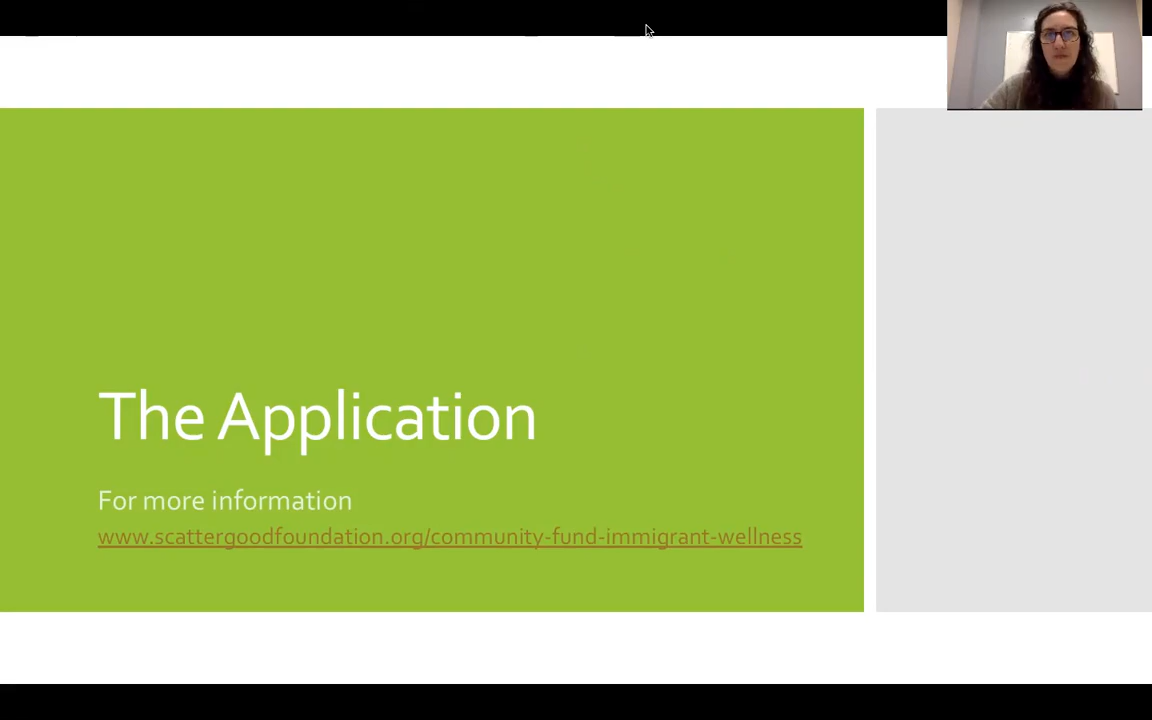 The Application
For more information
www.scattergoodfoundation.org/community-fund-immigrant-wellness